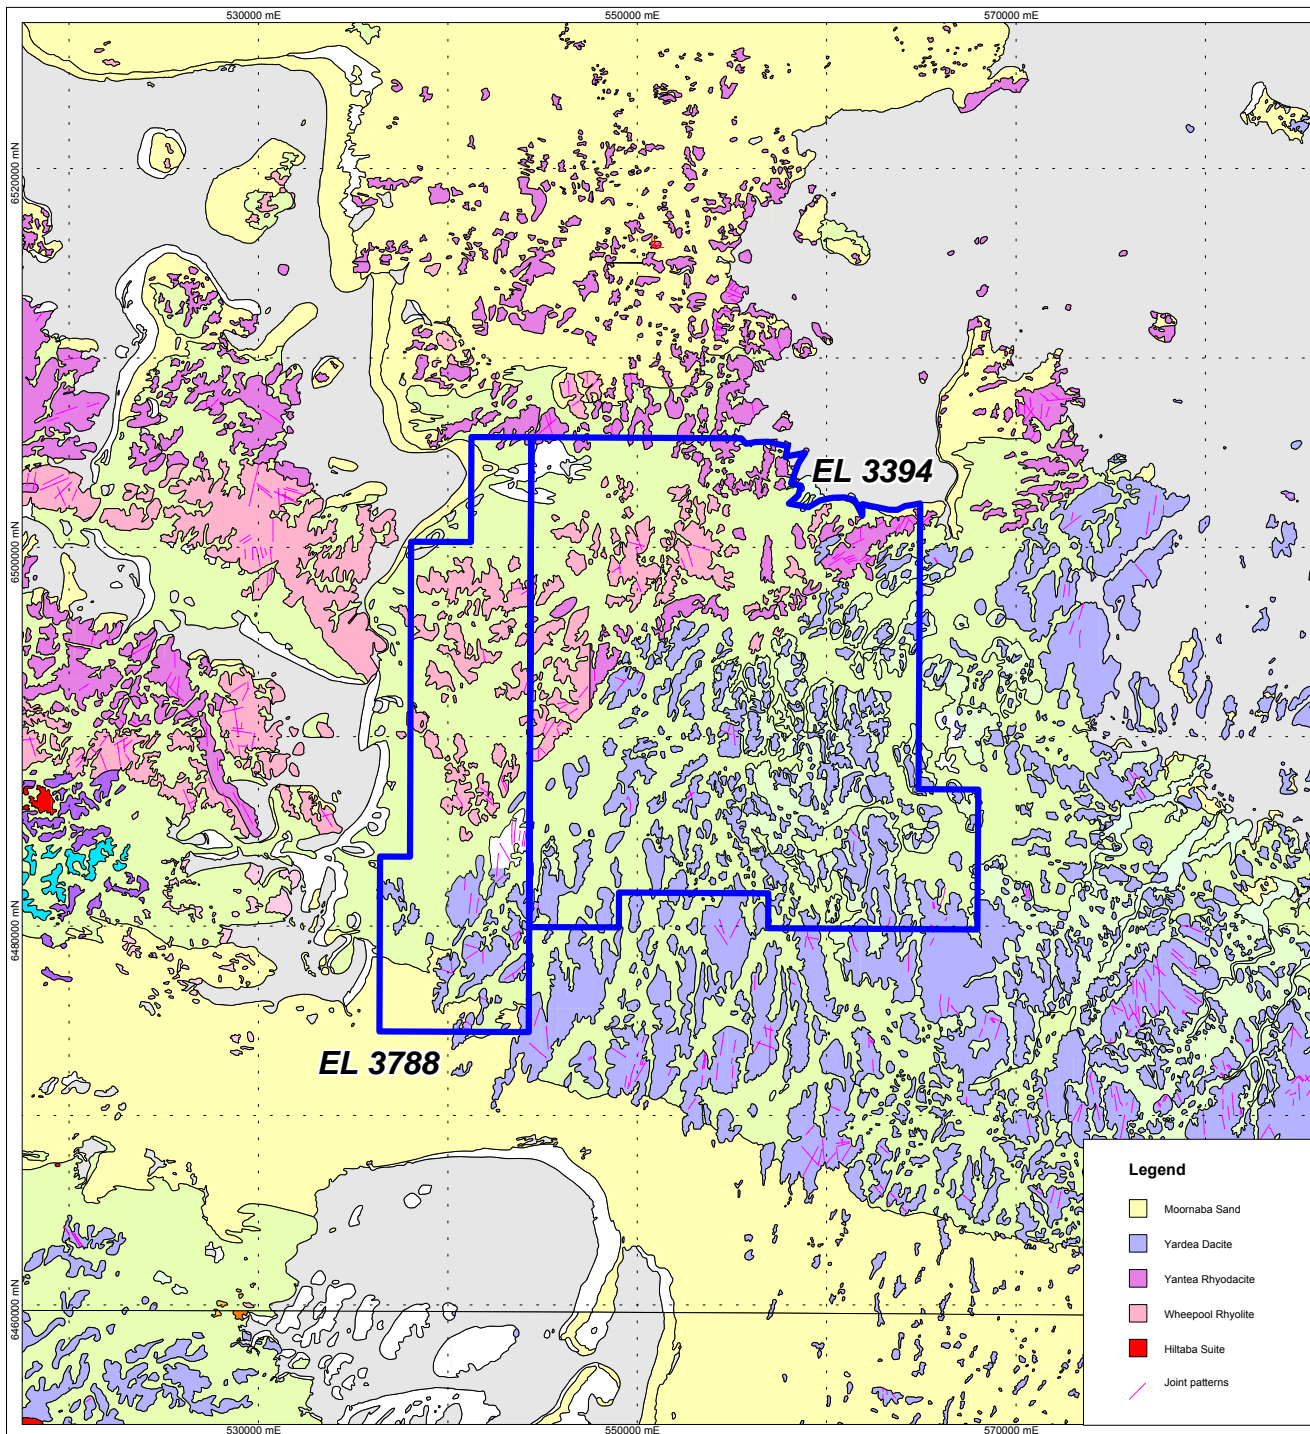 530000 mE
550000 mE
570000 mE
6520000 mN
6500000 mN
6480000 mN
6460000 mN
EL 3394
EL 3788
Legend
Moornaba Sand
Yardea Dacite
Yantea Rhyodacite
Wheepool Rhyolite
Hiltaba Suite
Joint patterns
530000 mE
550000 mE
570000 mE